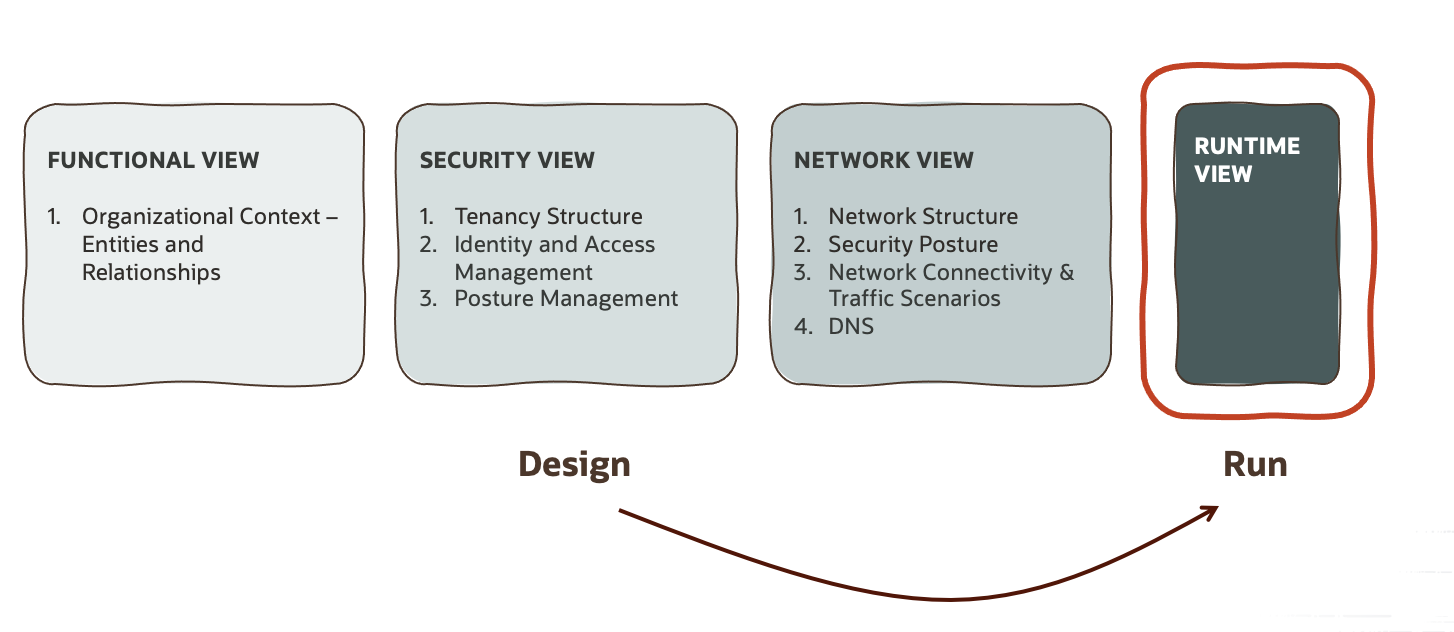 FUNCTIONAL VIEW
1. Organizational Context –
Entities and
Relationships
SECURITY VIEW
1. Tenancy Structure
2. Identity and Access
Management
3. Posture Management
NETWORK VIEW
1. Network Structure
2. Security Posture
3. Network Connectivity &
Traffic Scenarios
4. DNS
RUNTIME
VIEW
Design
Run